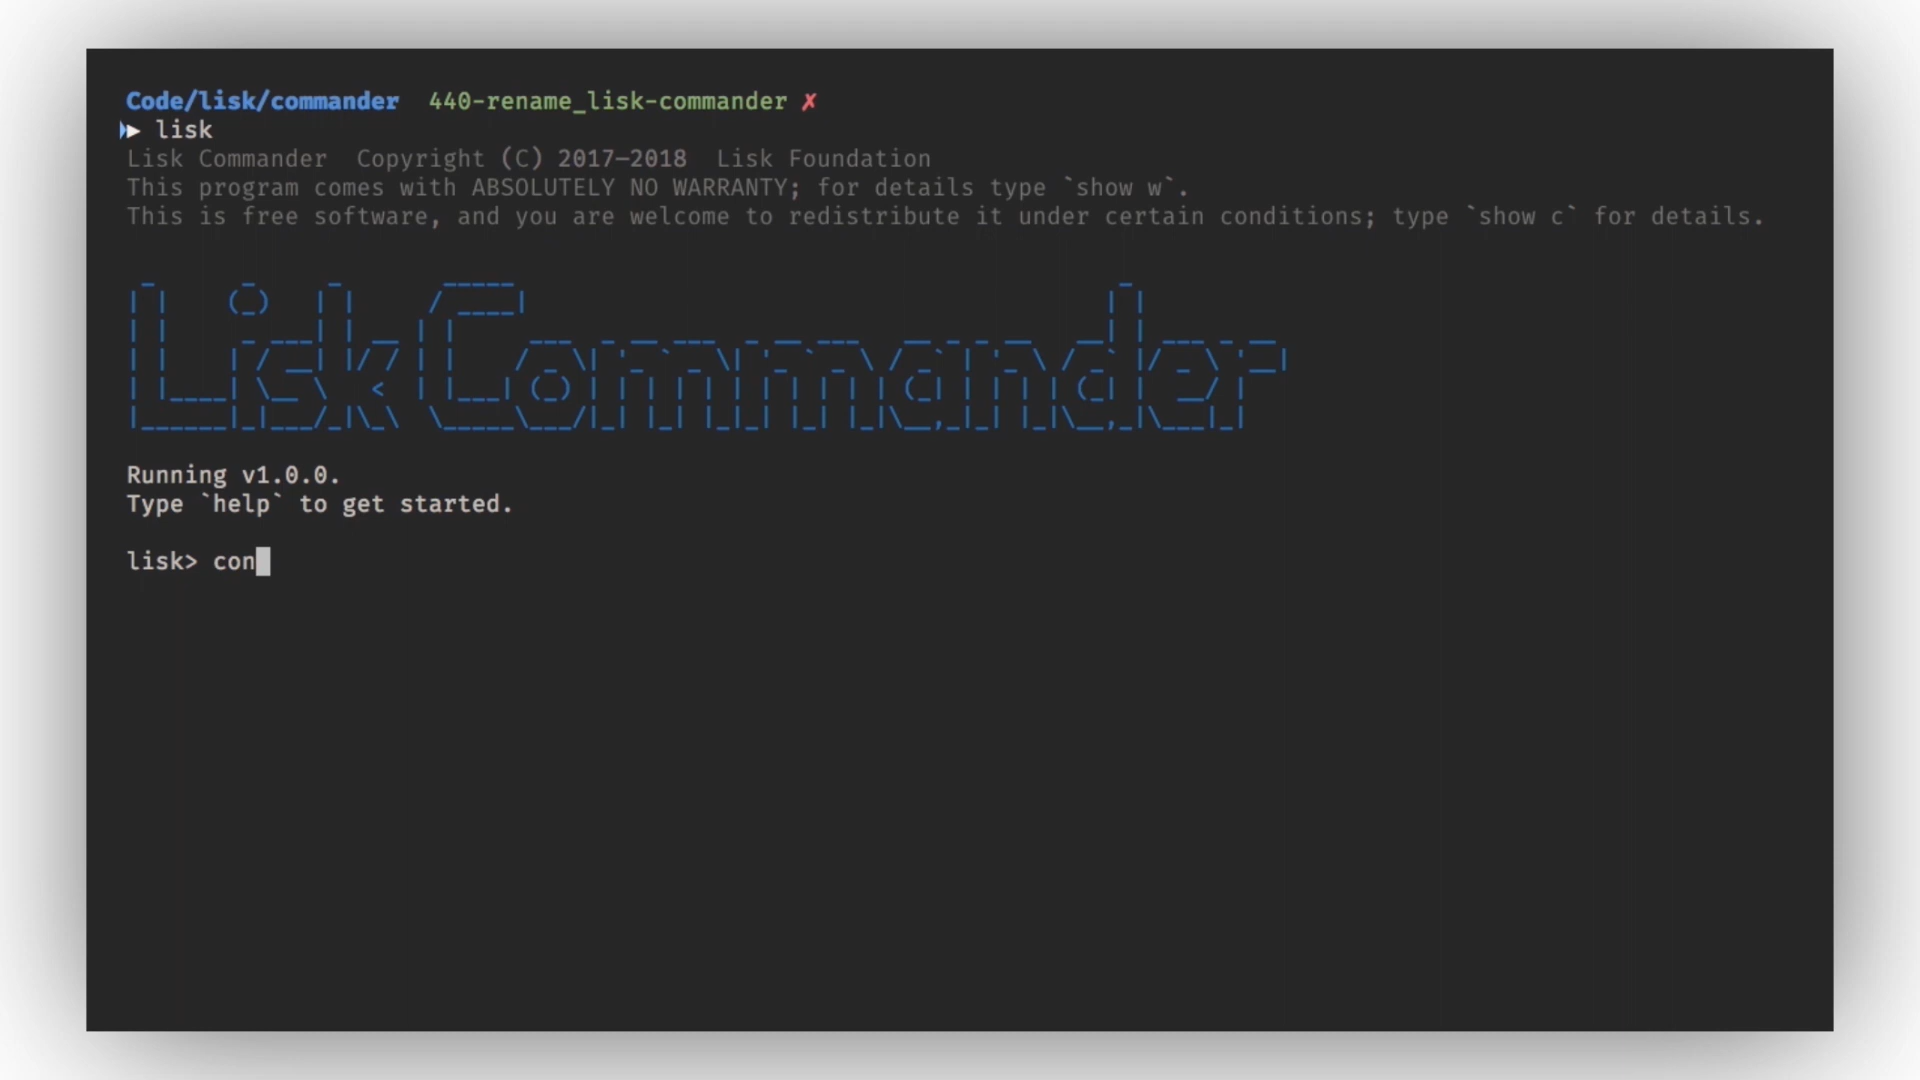 Code/lisk/commander 440-rename_lisk-commander ✗
▶ lisk
Lisk Commander Copyright (C) 2017–2018 Lisk Foundation
This program comes with ABSOLUTELY NO WARRANTY; for details type `show w`.
This is free software, and you are welcome to redistribute it under certain conditions; type `show c` for details.
Lisk Commander
Running v1.0.0.
Type `help` to get started.
lisk> con